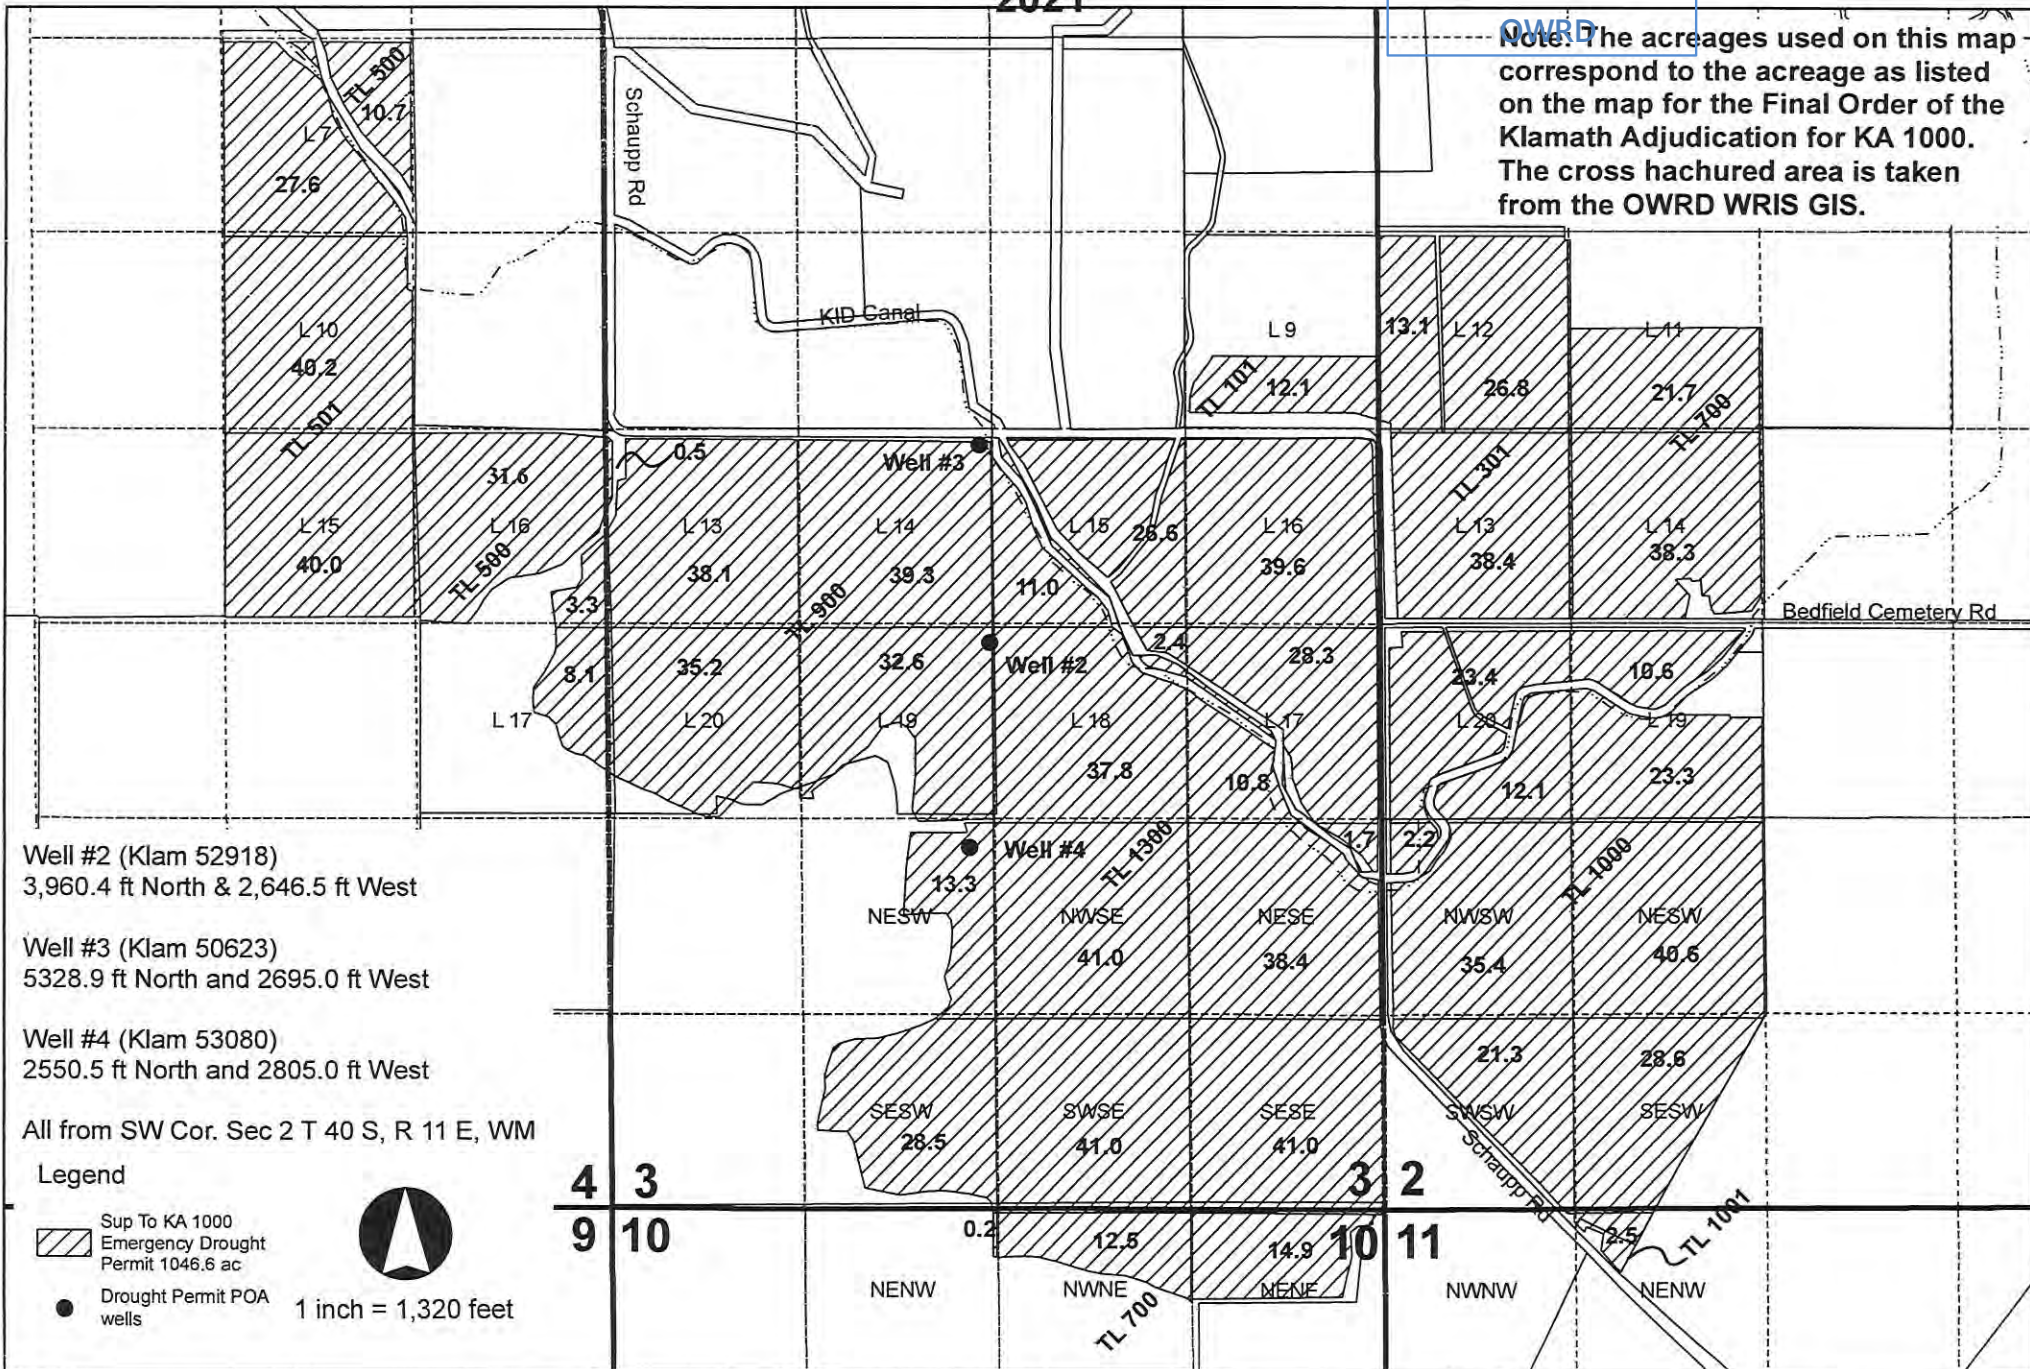 2021
OWRD
Note: The acreages used on this map
correspond to the acreage as listed
on the map for the Final Order of the
Klamath Adjudication for KA 1000.
The cross hachured area is taken
from the OWRD WRIS GIS.
TL 500
10.7
L 7
27.6
Schaupp Rd
KID Canal
L 10
40.2
TL 501
L 9
TL 101
12.1
13.1
L 12
26.8
L 11
21.7
TL 700
31.6
0.5
Well #3
TL 301
L 15
40.0
L 16
TL 500
L 13
38.1
L 14
39.3
L 15
26.6
11.0
L 16
39.6
L 13
38.4
L 14
38.3
3.3
TL 900
Bedfield Cemetery Rd
8.1
35.2
32.6
Well #2
2.4
28.3
23.4
10.6
L 17
L 20
L 19
L 18
L 17
L 20
L 19
37.8
10.8
12.1
23.3
Well #4
TL 1300
1.7
2.2
TL 1000
13.3
NESW
NWSE
NESE
NWSW
NESW
41.0
38.4
35.4
40.6
21.3
28.6
SESW
SWSE
SESE
SWSW
SESW
28.5
41.0
41.0
Schaupp Rd
4 3
3 2
9 10
10 11
0.2
12.5
14.9
2.5
TL 1001
NENW
NWNE
NENE
NWNW
NENW
TL 700
Well #2 (Klam 52918)
3,960.4 ft North & 2,646.5 ft West
Well #3 (Klam 50623)
5328.9 ft North and 2695.0 ft West
Well #4 (Klam 53080)
2550.5 ft North and 2805.0 ft West
All from SW Cor. Sec 2 T 40 S, R 11 E, WM
Legend
Sup To KA 1000
Emergency Drought
Permit 1046.6 ac
Drought Permit POA
wells
1 inch = 1,320 feet